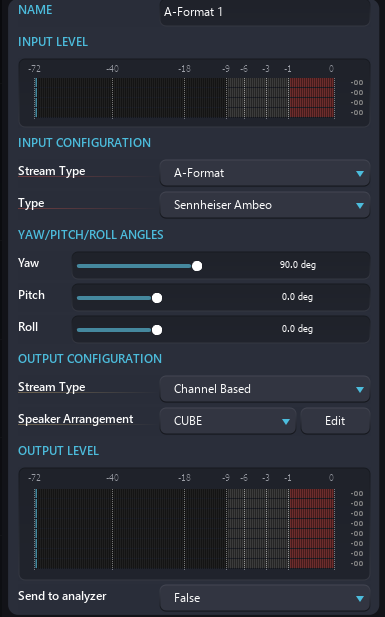 NAME A-Format 1
INPUT LEVEL
-72 -40 -18 -9 -6 -3 -1 0
-oo
-oo
-oo
-oo
INPUT CONFIGURATION
Stream Type A-Format
Type Sennheiser Ambeo
YAW/PITCH/ROLL ANGLES
Yaw 90.0 deg
Pitch 0.0 deg
Roll 0.0 deg
OUTPUT CONFIGURATION
Stream Type Channel Based
Speaker Arrangement CUBE Edit
OUTPUT LEVEL
-72 -40 -18 -9 -6 -3 -1 0
-oo
-oo
-oo
-oo
-oo
-oo
-oo
-oo
Send to analyzer False